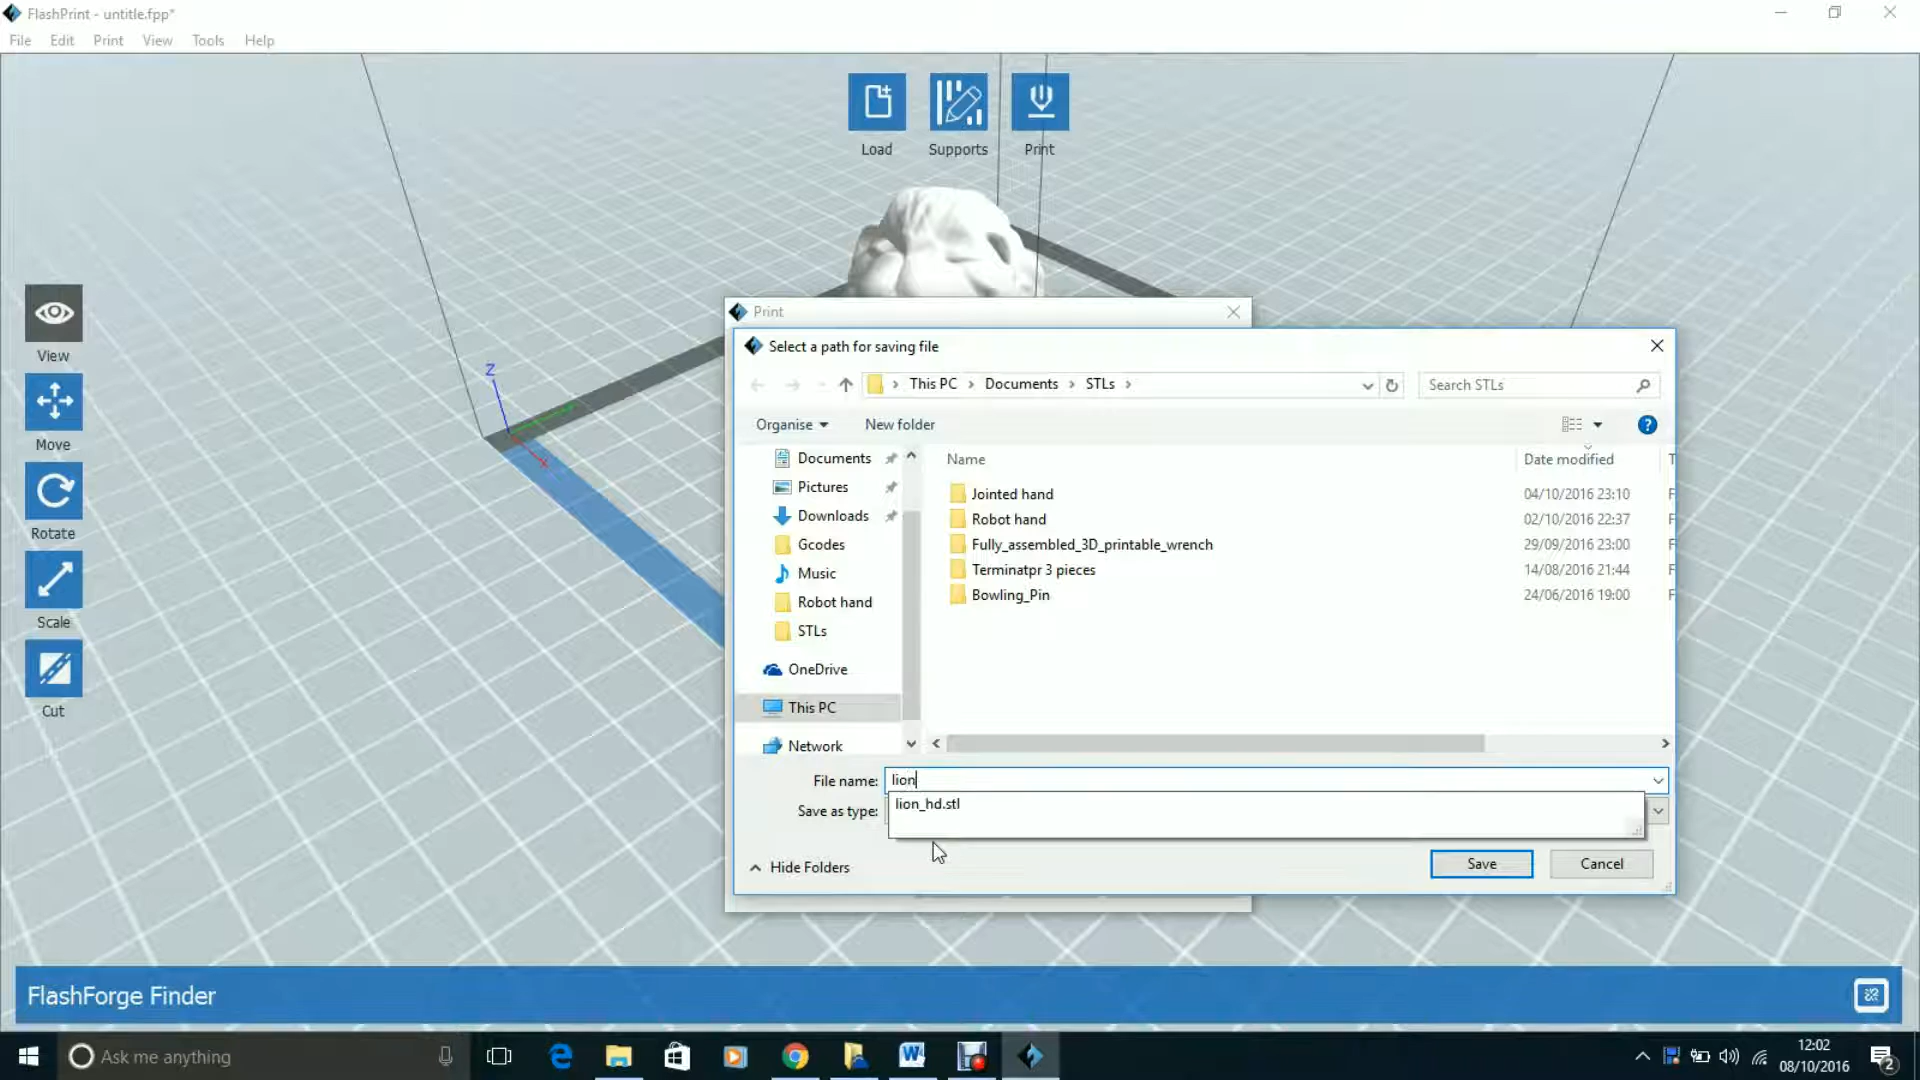 FlashPrint - untitle.fpp*
File Edit Print View Tools Help
Load Supports Print
View
Move
Rotate
Scale
Cut
Z
X
Print
Select a path for saving file
This PC > Documents > STLs >
Search STLs
Organise New folder
Name Date modified
Documents
Pictures
Downloads
Gcodes
Music
Robot hand
STLs
OneDrive
This PC
Network
Jointed hand 04/10/2016 23:10 F
Robot hand 02/10/2016 22:37 F
Fully_assembled_3D_printable_wrench 29/09/2016 23:00 F
Terminatpr 3 pieces 14/08/2016 21:44 F
Bowling_Pin 24/06/2016 19:00 F
File name: lion
lion_hd.stl
Save as type:
Hide Folders
Save Cancel
FlashForge Finder
Ask me anything
12:02
08/10/2016
2